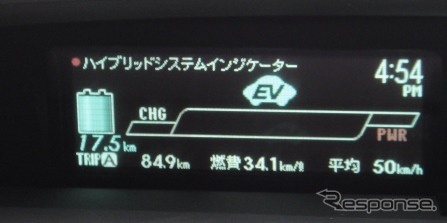 ハイブリッドシステムインジケーター
4:54
PM
EV
CHG
PWR
17.5km
TRIP A 84.9km 燃費 34.1km/ℓ 平均 50km/h
Response.